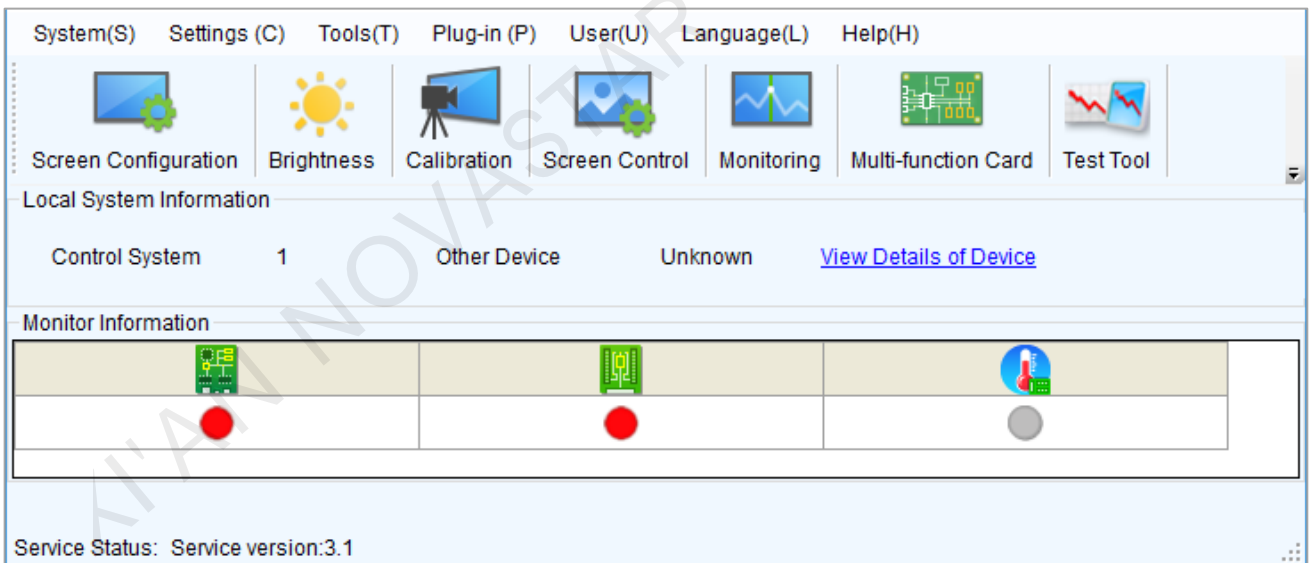 System(S) Settings (C) Tools(T) Plug-in (P) User(U) Language(L) Help(H)
Screen Configuration Brightness Calibration Screen Control Monitoring Multi-function Card Test Tool
Local System Information
Control System 1 Other Device Unknown View Details of Device
Monitor Information
Service Status: Service version:3.1
XI'AN NOVASTAR